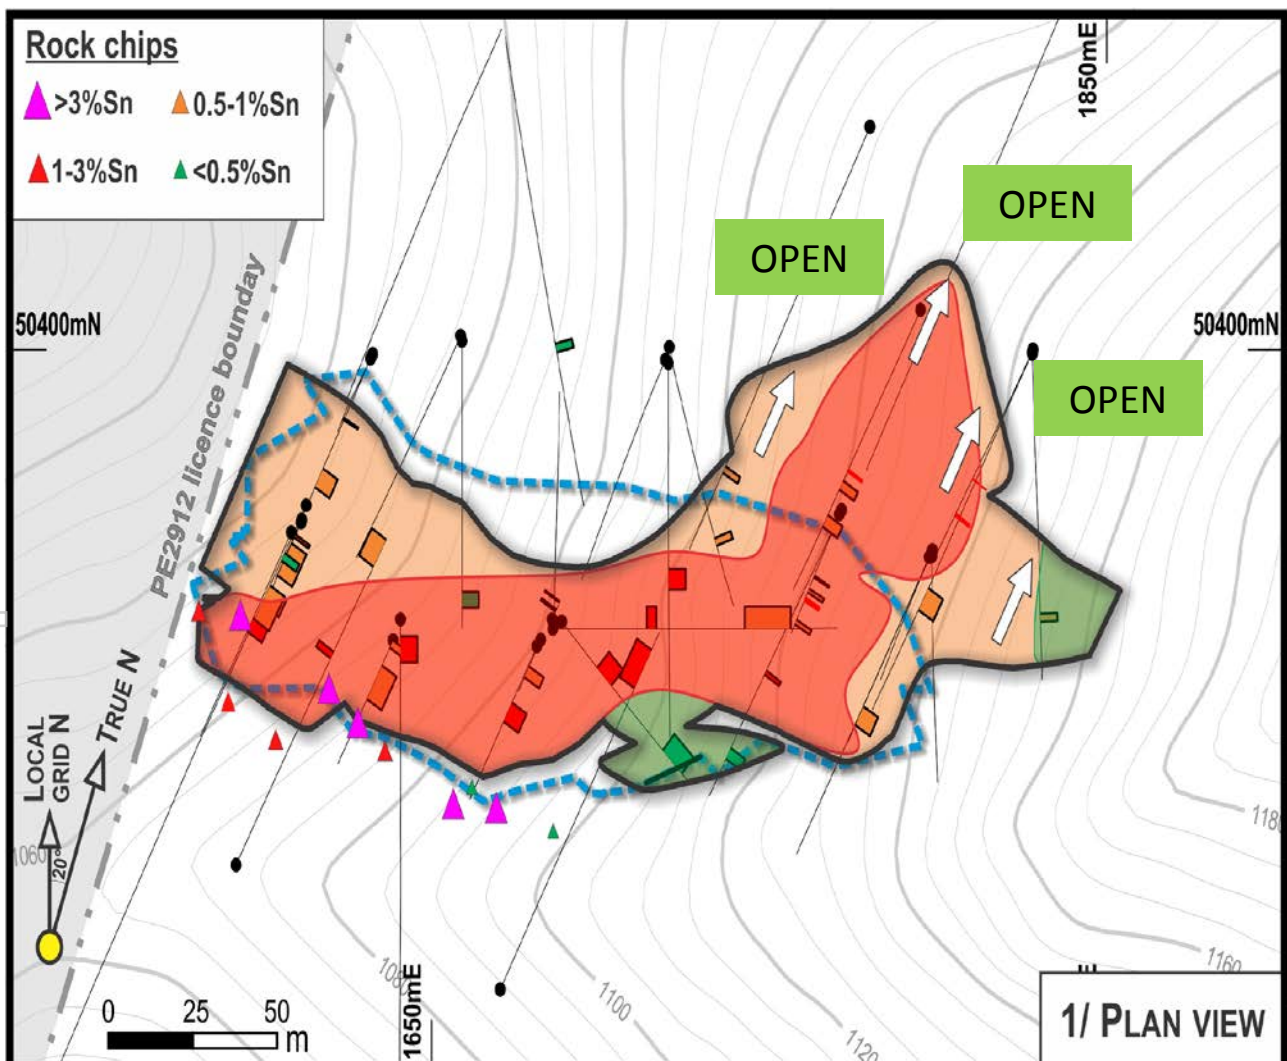 Rock chips
>3%Sn
0.5-1%Sn
1-3%Sn
<0.5%Sn
1850mE
OPEN
OPEN
OPEN
50400mN
50400mN
PE2912 licence boundary
LOCAL
GRID N
TRUE N
20°
1060
1080
1100
1120
1160
1180
0 25 50
m
1650mE
E
1/ PLAN VIEW